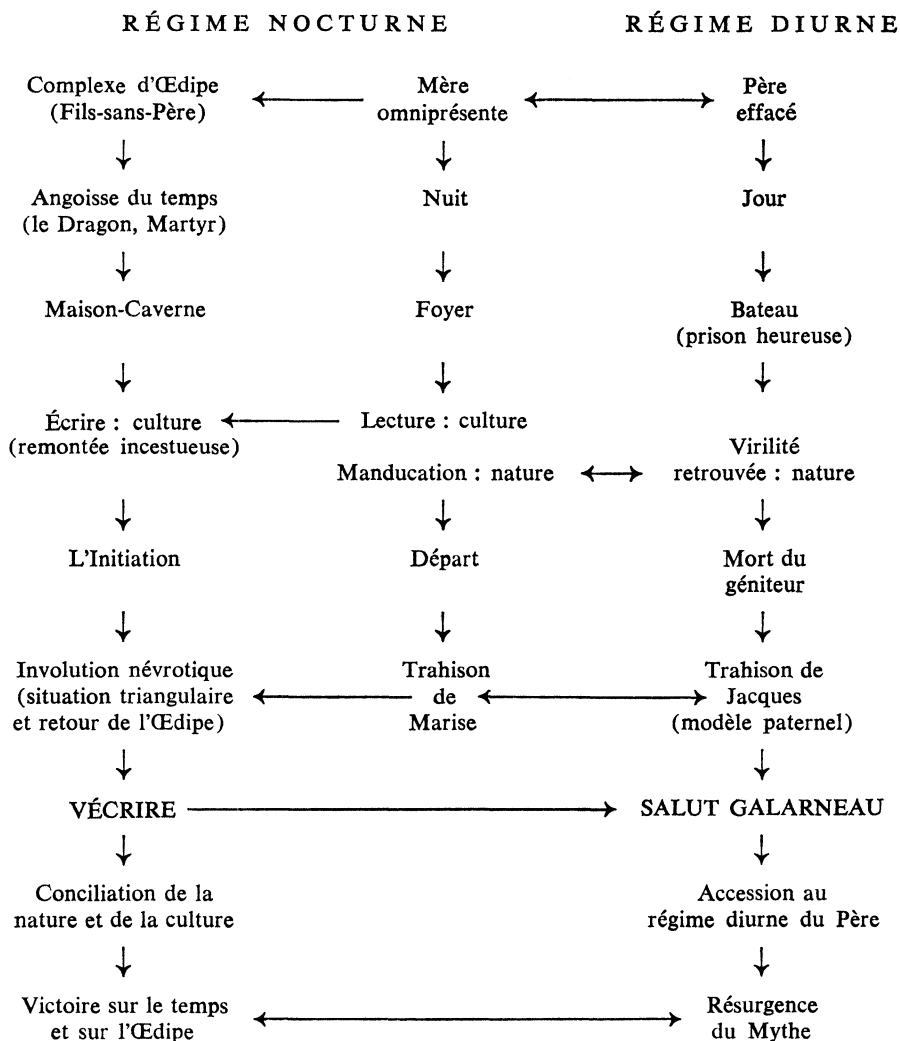 RÉGIME NOCTURNE RÉGIME DIURNE
Complexe d'Œdipe
(Fils-sans-Père)
Mère
omniprésente
Père
effacé
Angoisse du temps
(le Dragon, Martyr)
Nuit
Jour
Maison-Caverne
Foyer
Bateau
(prison heureuse)
Écrire : culture
(remontée incestueuse)
Lecture : culture
Manducation : nature
Virilité
retrouvée : nature
L'Initiation
Départ
Mort du
géniteur
Involution névrotique
(situation triangulaire
et retour de l'Œdipe)
Trahison
de
Marise
Trahison de
Jacques
(modèle paternel)
VÉCRIRE
SALUT GALARNEAU
Conciliation de la
nature et de la culture
Accession au
régime diurne du Père
Victoire sur le temps
et sur l'Œdipe
Résurgence
du Mythe